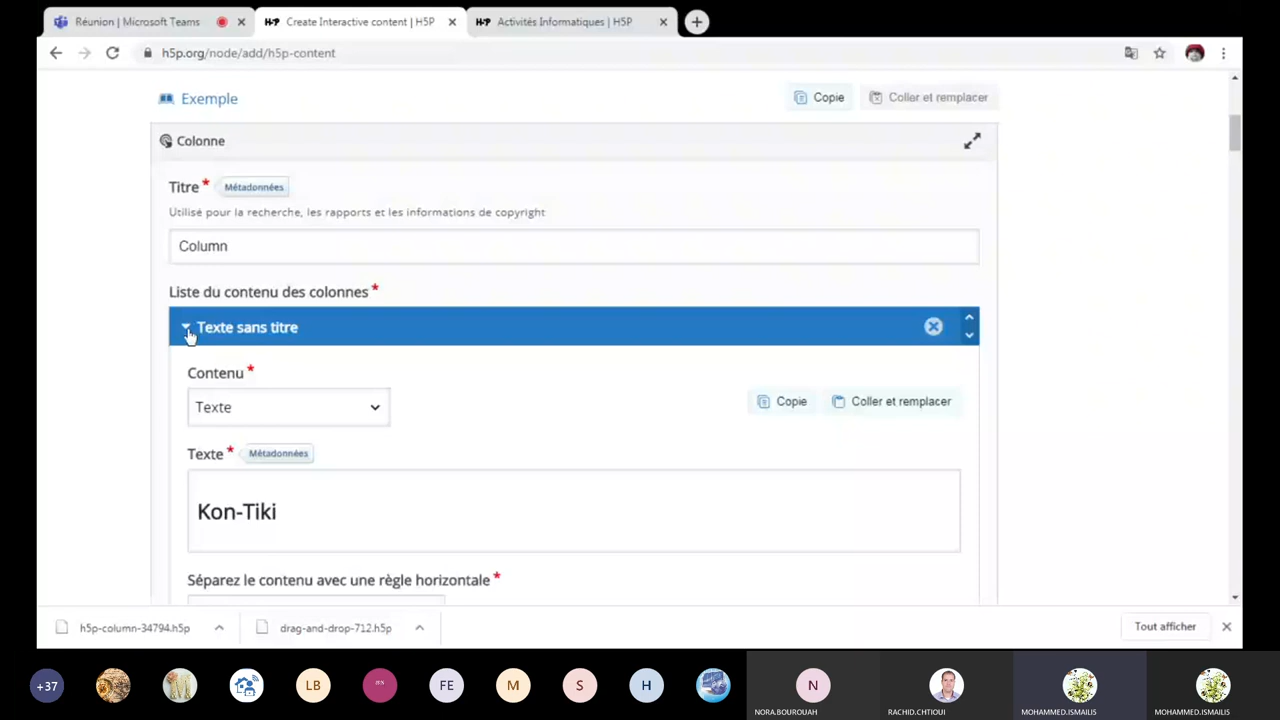 Réunion | Microsoft Teams
H-P Create Interactive content | H5P
H-P Activités Informatiques | H5P
h5p.org/node/add/h5p-content
Exemple
Copie
Coller et remplacer
Colonne
Titre * Métadonnées
Utilisé pour la recherche, les rapports et les informations de copyright
Column
Liste du contenu des colonnes *
Texte sans titre
Contenu *
Texte
Copie
Coller et remplacer
Texte * Métadonnées
Kon-Tiki
Séparez le contenu avec une règle horizontale *
h5p-column-34794.h5p
drag-and-drop-712.h5p
Tout afficher
+37
LB
FE
M
S
H
N
NORA.BOUROUAH
RACHID.CHTIOUI
MOHAMMED.ISMAILIS
MOHAMMED.ISMAILIS